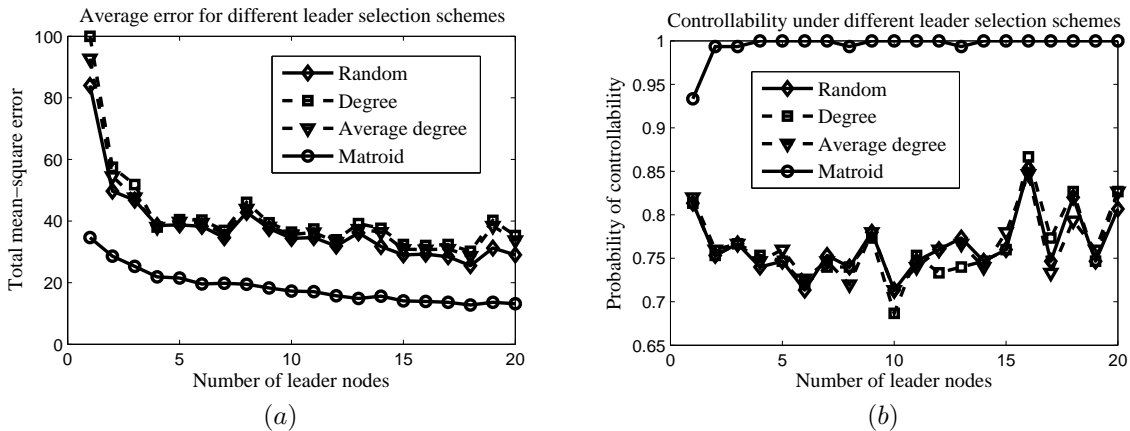 Average error for different leader selection schemes
100
80
60
40
20
0
0
5
10
15
20
Total mean−square error
Number of leader nodes
Random
Degree
Average degree
Matroid
(a)
Controllability under different leader selection schemes
1
0.95
0.9
0.85
0.8
0.75
0.7
0.65
0
5
10
15
20
Probability of controllability
Number of leader nodes
Random
Degree
Average degree
Matroid
(b)